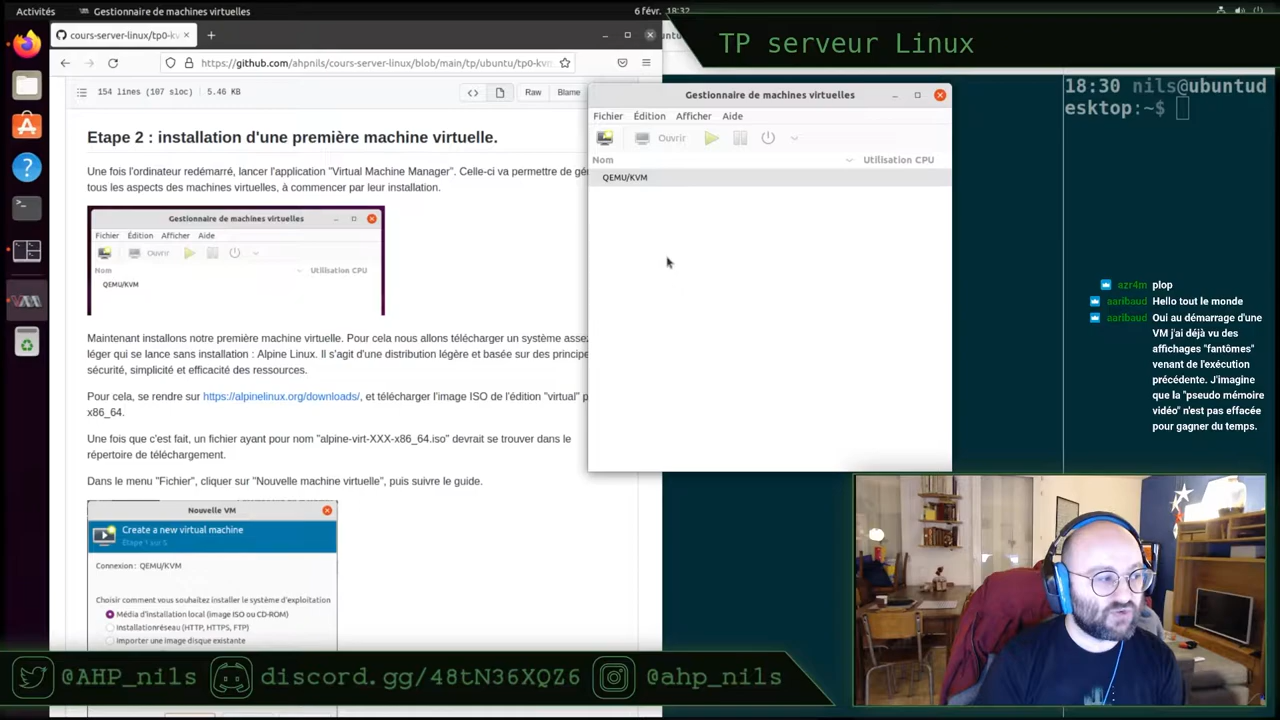 Activités
Gestionnaire de machines virtuelles
6 févr. 18:32
TP serveur Linux
cours-server-linux/tp0-kv
https://github.com/ahpnils/cours-server-linux/blob/main/tp/ubuntu/tp0-kvm
154 lines (107 sloc)
5.46 KB
Raw
Blame
Etape 2 : installation d'une première machine virtuelle.
Une fois l'ordinateur redémarré, lancer l'application "Virtual Machine Manager". Celle-ci va permettre de gé
tous les aspects des machines virtuelles, à commencer par leur installation.
Gestionnaire de machines virtuelles
Fichier Édition Afficher Aide
Ouvrir
Nom
Utilisation CPU
QEMU/KVM
Maintenant installons notre première machine virtuelle. Pour cela nous allons télécharger un système asse
léger qui se lance sans installation : Alpine Linux. Il s'agit d'une distribution légère et basée sur des principe
sécurité, simplicité et efficacité des ressources.
Pour cela, se rendre sur https://alpinelinux.org/downloads/, et télécharger l'image ISO de l'édition "virtual" p
x86_64.
Une fois que c'est fait, un fichier ayant pour nom "alpine-virt-XXX-x86_64.iso" devrait se trouver dans le
répertoire de téléchargement.
Dans le menu "Fichier", cliquer sur "Nouvelle machine virtuelle", puis suivre le guide.
Nouvelle VM
Create a new virtual machine
Étape 1 sur 5
Connexion : QEMU/KVM
Choisir comment vous souhaitez installer le système d'exploitation
Média d'installation local (image ISO ou CD-ROM)
Installation réseau (HTTP, HTTPS, FTP)
Importer une image disque existante
Gestionnaire de machines virtuelles
Fichier Édition Afficher Aide
Ouvrir
Nom
Utilisation CPU
QEMU/KVM
18:30 nils@ubuntud
esktop:~$
azr4m plop
aaribaud Hello tout le monde
aaribaud Oui au démarrage d'une
VM j'ai déjà vu des
affichages "fantômes"
venant de l'exécution
précédente. J'imagine
que la "pseudo mémoire
vidéo" n'est pas effacée
pour gagner du temps.
@AHP_nils
discord.gg/48tN36XQZ6
@ahp_nils